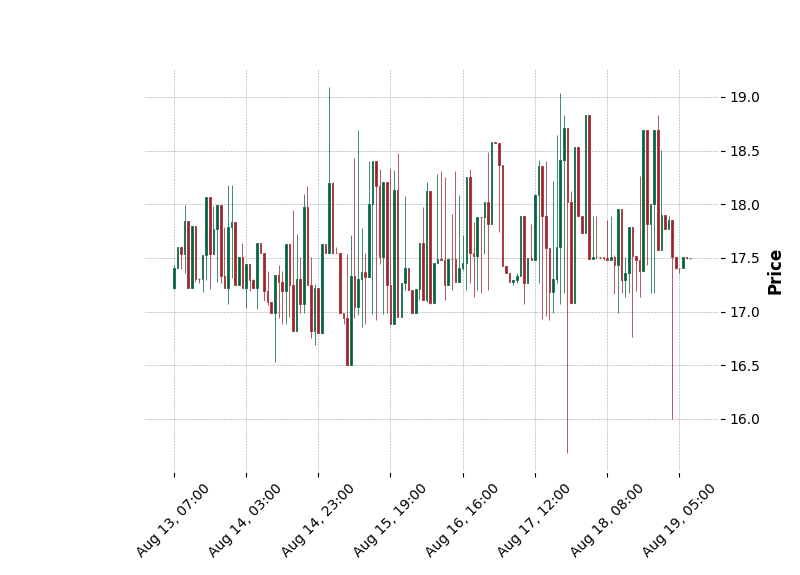 19.0
18.5
18.0
17.5
17.0
16.5
16.0
Price
Aug 13, 07:00
Aug 14, 03:00
Aug 14, 23:00
Aug 15, 19:00
Aug 16, 16:00
Aug 17, 12:00
Aug 18, 08:00
Aug 19, 05:00